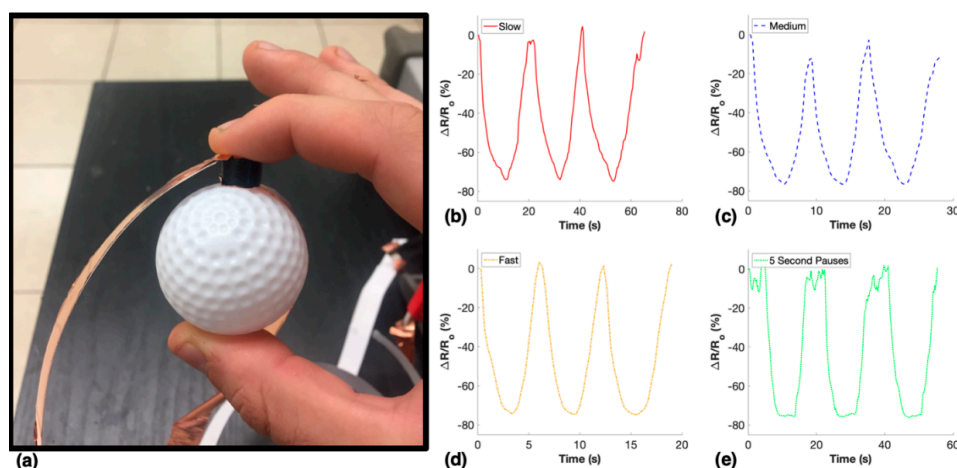 (a)
(b)
Slow
0
-20
-40
-60
-80
ΔR/Ro (%)
0 20 40 60 80
Time (s)
(c)
Medium
0
-20
-40
-60
-80
ΔR/Ro (%)
0 10 20 30
Time (s)
(d)
Fast
0
-20
-40
-60
-80
ΔR/Ro (%)
0 5 10 15 20
Time (s)
(e)
5 Second Pauses
0
-20
-40
-60
-80
ΔR/Ro (%)
0 20 40 60
Time (s)